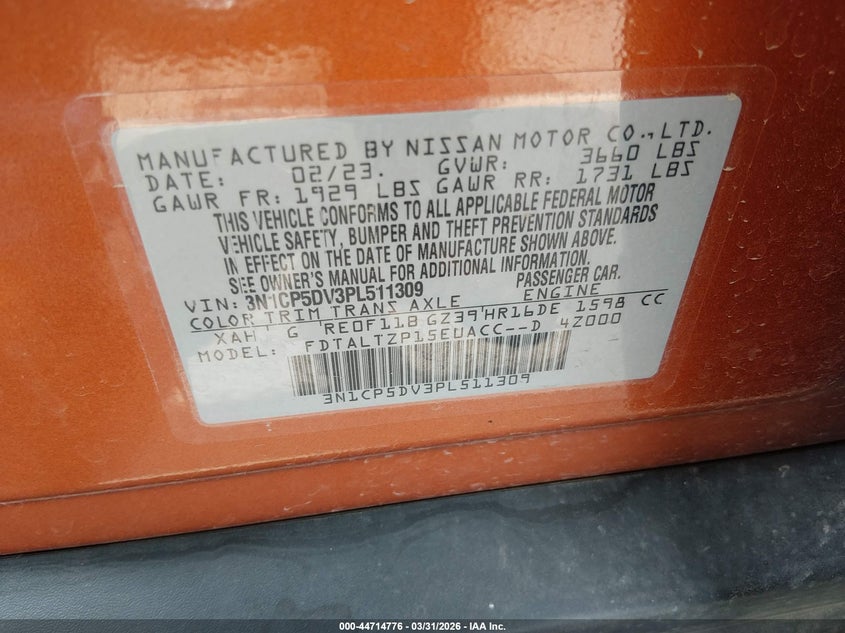 MANUFACTURED BY NISSAN MOTOR CO., LTD.
DATE: 02/23. GVWR: 3660 LBS
GAWR FR: 1929 LBS GAWR RR: 1731 LBS
THIS VEHICLE CONFORMS TO ALL APPLICABLE FEDERAL MOTOR
VEHICLE SAFETY, BUMPER AND THEFT PREVENTION STANDARDS
IN EFFECT ON THE DATE OF MANUFACTURE SHOWN ABOVE.
SEE OWNER'S MANUAL FOR ADDITIONAL INFORMATION.
VIN: 3N1CP5DV3PL511309 PASSENGER CAR.
COLOR TRIM TRANS AXLE ENGINE
XAH G RE0F11B GZ39 HR16DE 1598 CC
MODEL: FDTALTZP15EUACC--D 4Z000
3N1CP5DV3PL511309
000-44714776 — 03/31/2026 — IAA Inc.